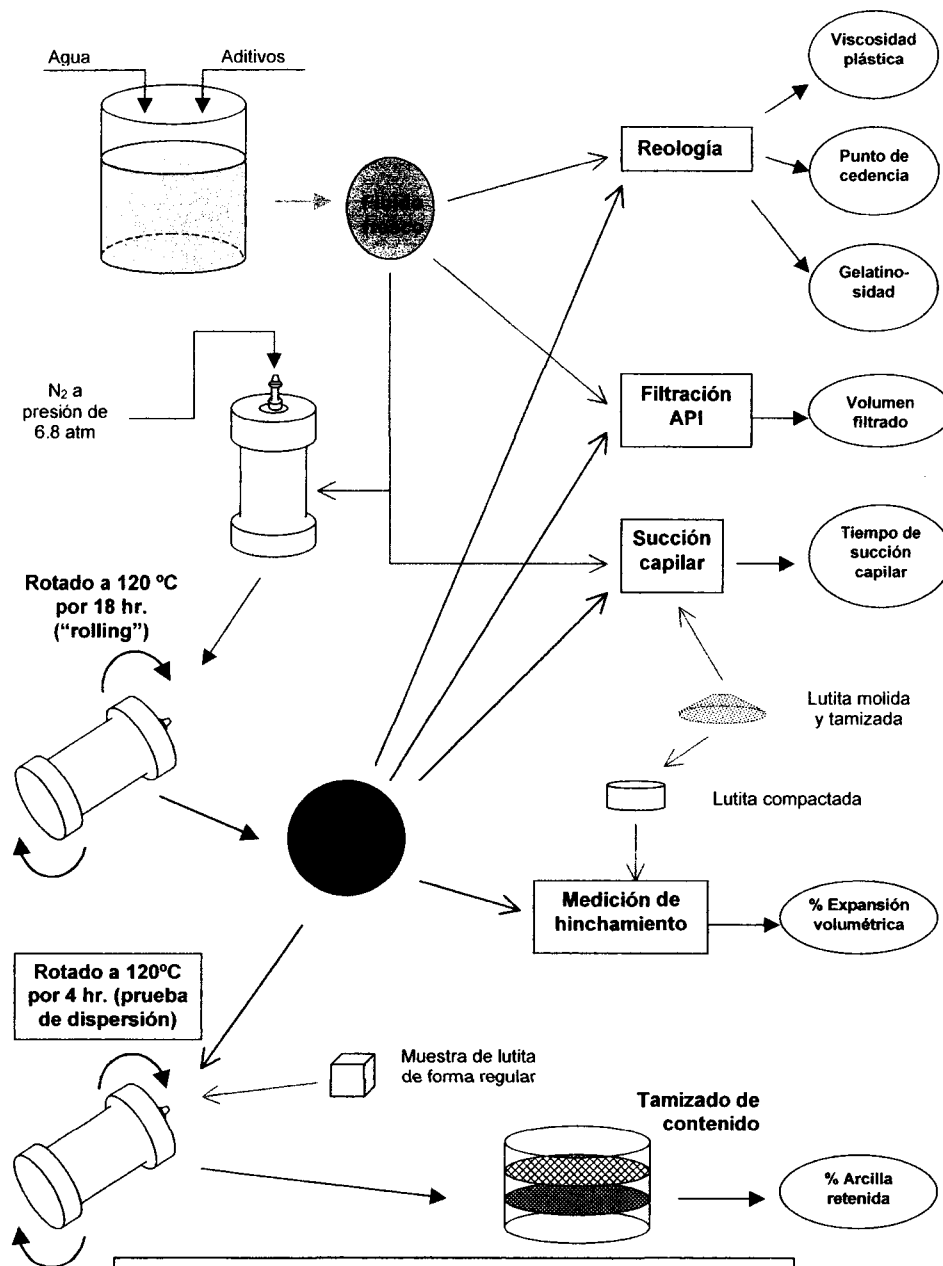 Agua
Aditivos
Viscosidad
plástica
Reología
Punto de
cedencia
Fluido
fresco
Gelatino-
sidad
N₂ a
presión de
6.8 atm
Filtración
API
Volumen
filtrado
Succión
capilar
Tiempo de
succión
capilar
Rotado a 120 ºC
por 18 hr.
(“rolling”)
Lutita molida
y tamizada
Lutita compactada
Medición de
hinchamiento
% Expansión
volumétrica
Rotado a 120ºC
por 4 hr. (prueba
de dispersión)
Muestra de lutita
de forma regular
Tamizado de
contenido
% Arcilla
retenida